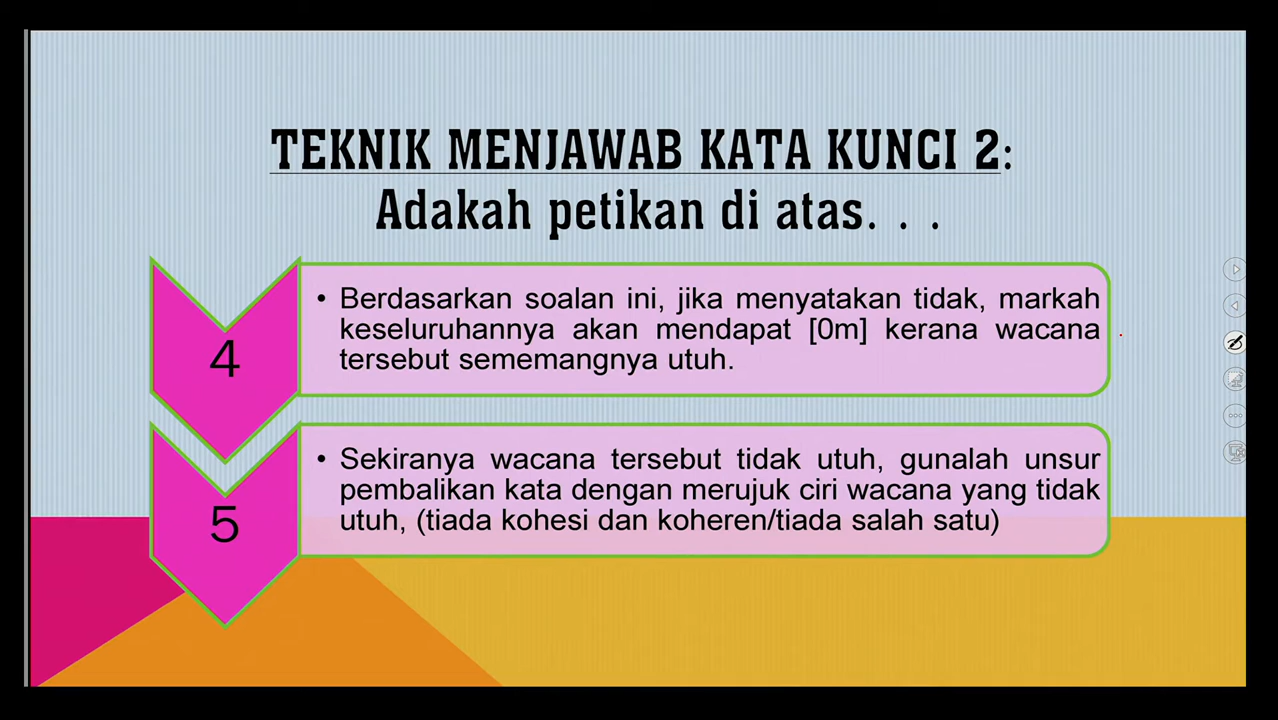 TEKNIK MENJAWAB KATA KUNCI 2:
Adakah petikan di atas. . .
4
• Berdasarkan soalan ini, jika menyatakan tidak, markah
keseluruhannya akan mendapat [0m] kerana wacana
tersebut sememangnya utuh.
5
• Sekiranya wacana tersebut tidak utuh, gunalah unsur
pembalikan kata dengan merujuk ciri wacana yang tidak
utuh, (tiada kohesi dan koheren/tiada salah satu)